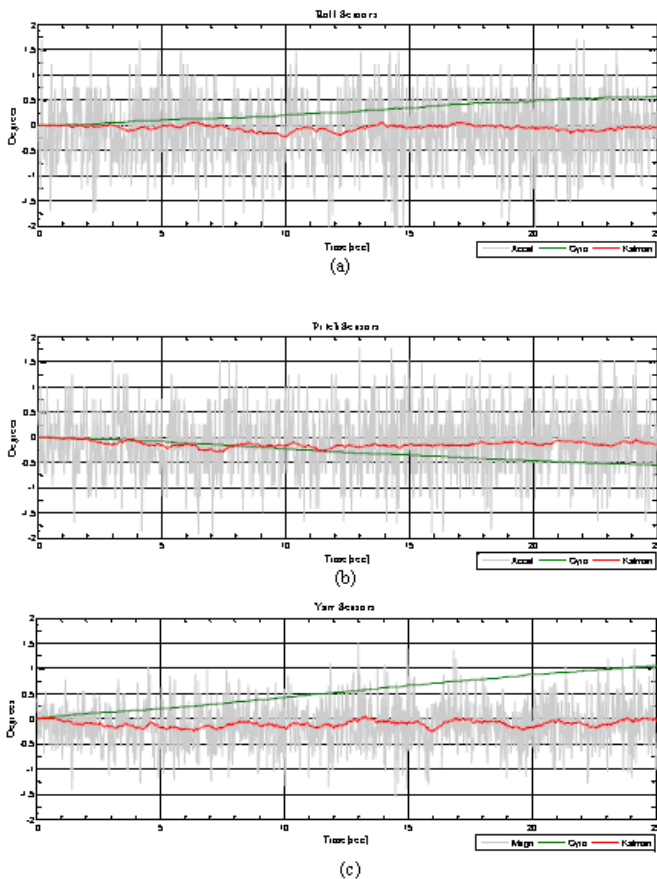 Roll Sensors
2
1.5
1
0.5
0
-0.5
-1
-1.5
-2
Degrees
0 5 10 15 20 25
Time[sec]
Accel Gyro Kalman
(a)
Pitch Sensors
2
1.5
1
0.5
0
-0.5
-1
-1.5
-2
Degrees
0 5 10 15 20 25
Time[sec]
Accel Gyro Kalman
(b)
Yaw Sensors
2
1.5
1
0.5
0
-0.5
-1
-1.5
-2
Degrees
0 5 10 15 20 25
Time[sec]
Magn Gyro Kalman
(c)